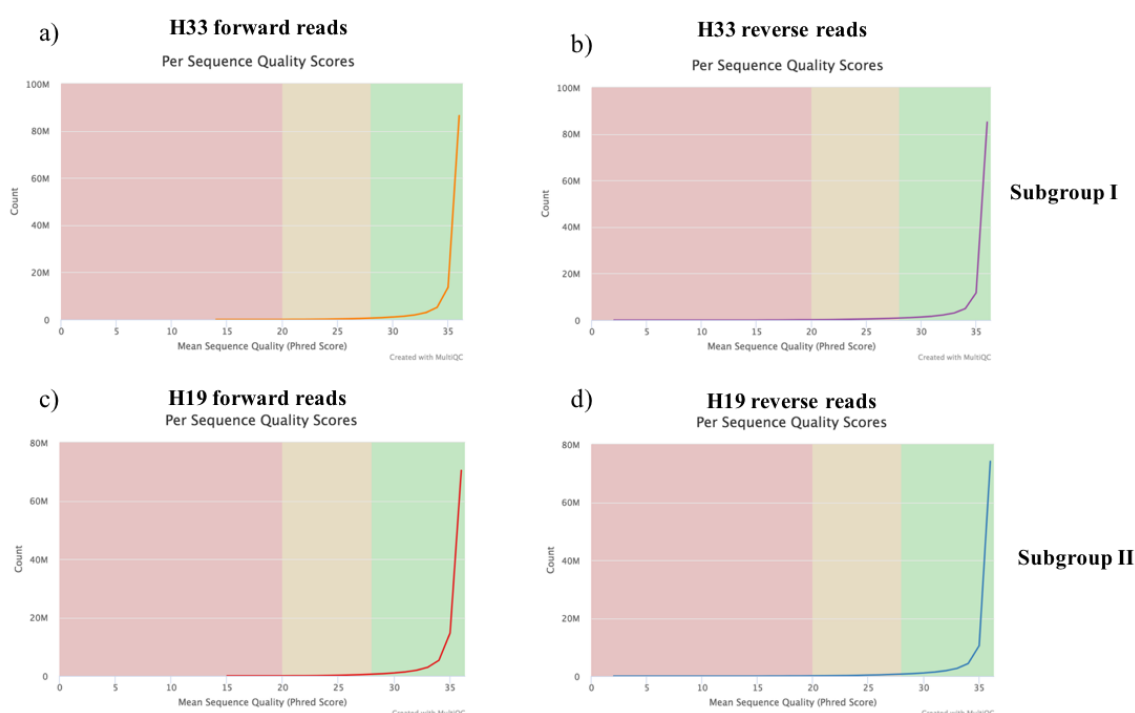 a)
H33 forward reads
Per Sequence Quality Scores
100M
80M
60M
40M
20M
0
Count
0 5 10 15 20 25 30 35
Mean Sequence Quality (Phred Score)
Created with MultiQC
b)
H33 reverse reads
Per Sequence Quality Scores
100M
80M
60M
40M
20M
0
Count
0 5 10 15 20 25 30 35
Mean Sequence Quality (Phred Score)
Created with MultiQC
Subgroup I
c)
H19 forward reads
Per Sequence Quality Scores
80M
60M
40M
20M
0
Count
0 5 10 15 20 25 30 35
Mean Sequence Quality (Phred Score)
Created with MultiQC
d)
H19 reverse reads
Per Sequence Quality Scores
80M
60M
40M
20M
0
Count
0 5 10 15 20 25 30 35
Mean Sequence Quality (Phred Score)
Created with MultiQC
Subgroup II